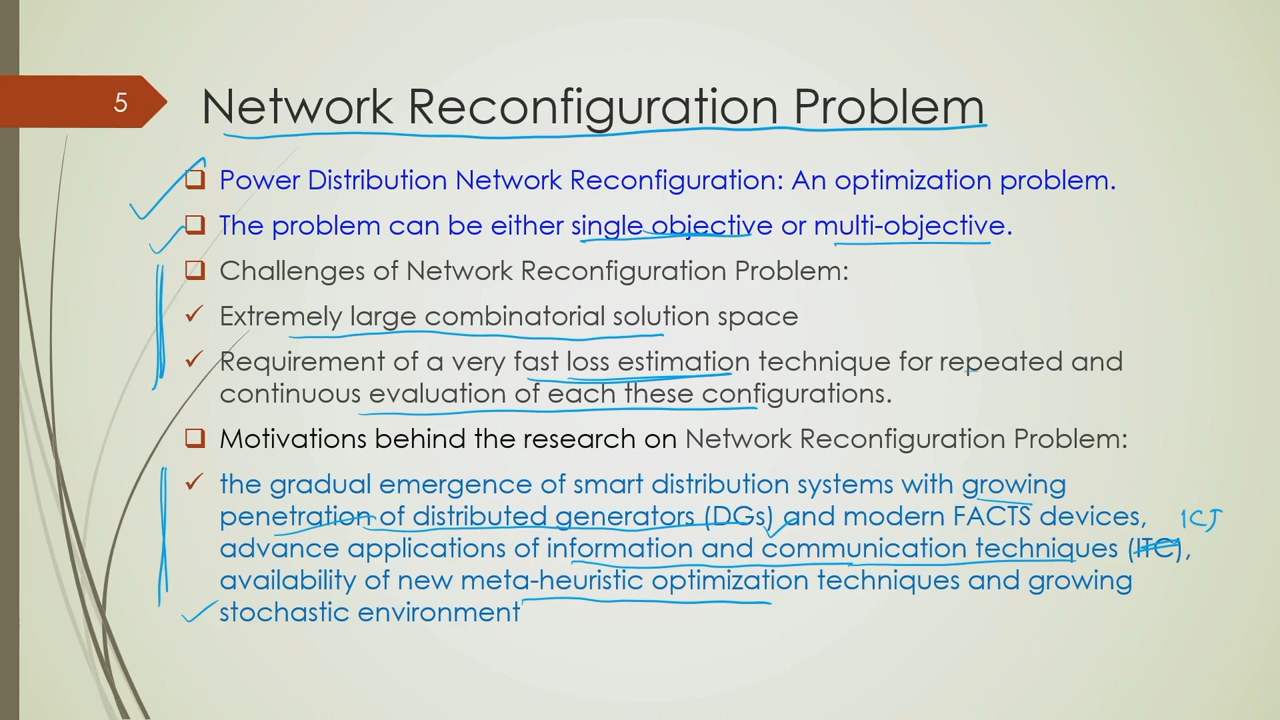 5
Network Reconfiguration Problem
Power Distribution Network Reconfiguration: An optimization problem.
The problem can be either single objective or multi-objective.
Challenges of Network Reconfiguration Problem:
Extremely large combinatorial solution space
Requirement of a very fast loss estimation technique for repeated and
continuous evaluation of each these configurations.
Motivations behind the research on Network Reconfiguration Problem:
the gradual emergence of smart distribution systems with growing
penetration of distributed generators (DGs) and modern FACTS devices,
ICT
advance applications of information and communication techniques (ITC),
availability of new meta-heuristic optimization techniques and growing
stochastic environment